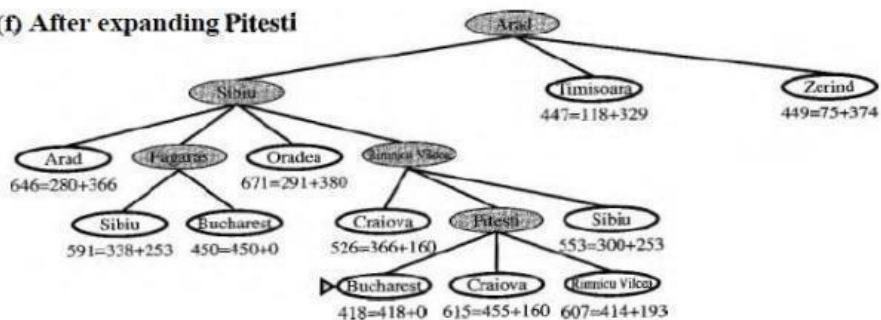 (f) After expanding Pitesti
Arad
Sibiu
Timisoara
Zerind
447=118+329
449=75+374
Arad
Fagaras
Oradea
Rimnicu Vilcea
646=280+366
671=291+380
Sibiu
Bucharest
Craiova
Pitesti
Sibiu
591=338+253
450=450+0
526=366+160
553=300+253
Bucharest
Craiova
Rimnicu Vilcea
418=418+0
615=455+160
607=414+193